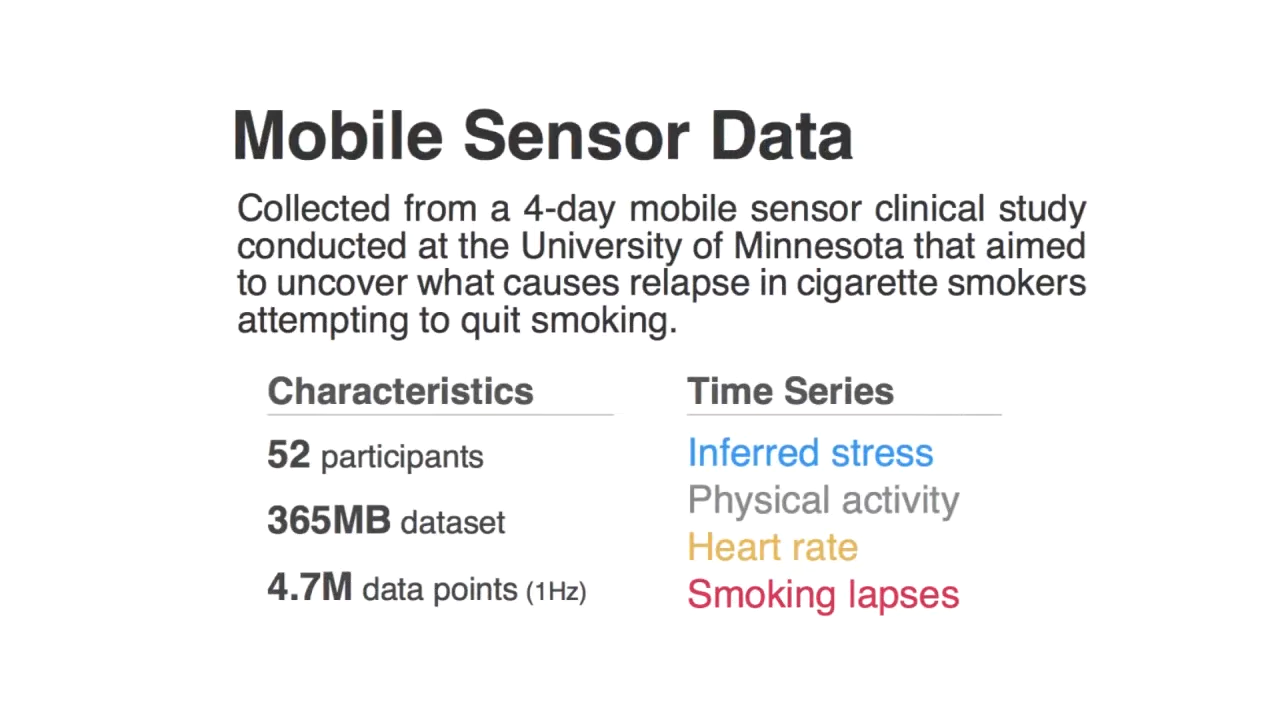 Mobile Sensor Data
Collected from a 4-day mobile sensor clinical study
conducted at the University of Minnesota that aimed
to uncover what causes relapse in cigarette smokers
attempting to quit smoking.
Characteristics
52 participants
365MB dataset
4.7M data points (1Hz)
Time Series
Inferred stress
Physical activity
Heart rate
Smoking lapses